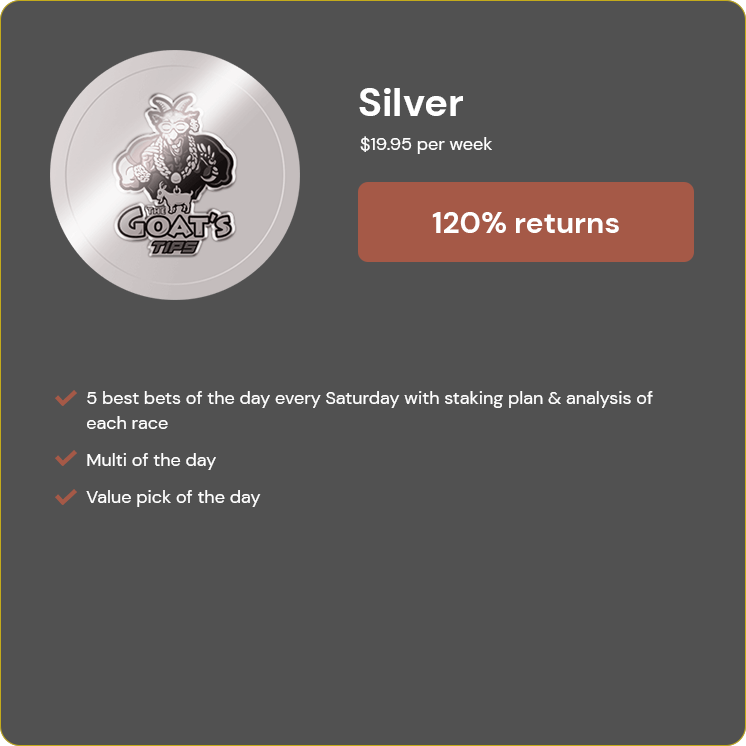 THE
GOAT'S
TIPS
Silver
$19.95 per week
120% returns
5 best bets of the day every Saturday with staking plan & analysis of
each race
Multi of the day
Value pick of the day